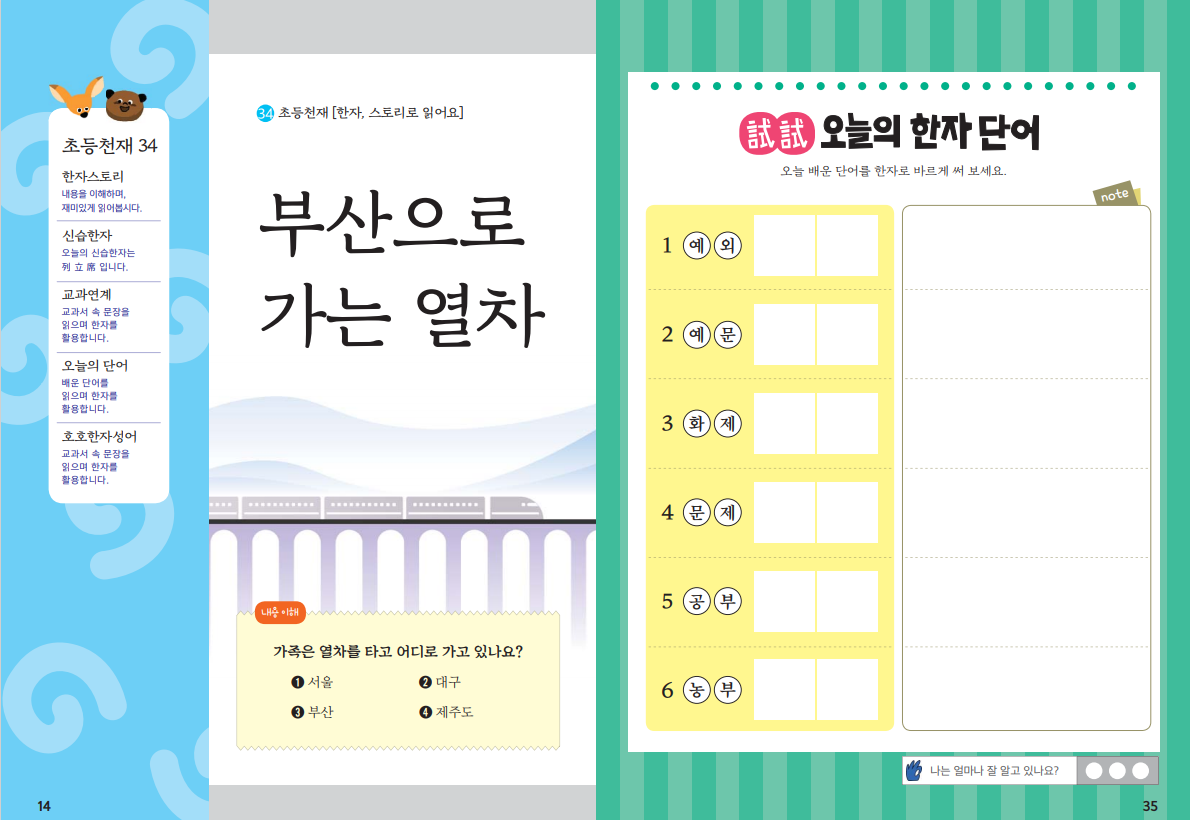 초등천재 34
한자스토리
내용을 이해하며,
재미있게 읽어봅시다.
신습한자
오늘의 신습한자는
列 立 席 입니다.
교과연계
교과서 속 문장을
읽으며 한자를
활용합니다.
오늘의 단어
배운 단어를
읽으며 한자를
활용합니다.
호호한자성어
교과서 속 문장을
읽으며 한자를
활용합니다.
14
34 초등천재 [한자, 스토리로 읽어요]
부산으로
가는 열차
내용 이해
가족은 열차를 타고 어디로 가고 있나요?
❶ 서울 ❷ 대구
❸ 부산 ❹ 제주도
試試 오늘의 한자 단어
오늘 배운 단어를 한자로 바르게 써 보세요.
note
1 예 외
2 예 문
3 화 제
4 문 제
5 공 부
6 농 부
나는 얼마나 잘 알고 있나요?
35